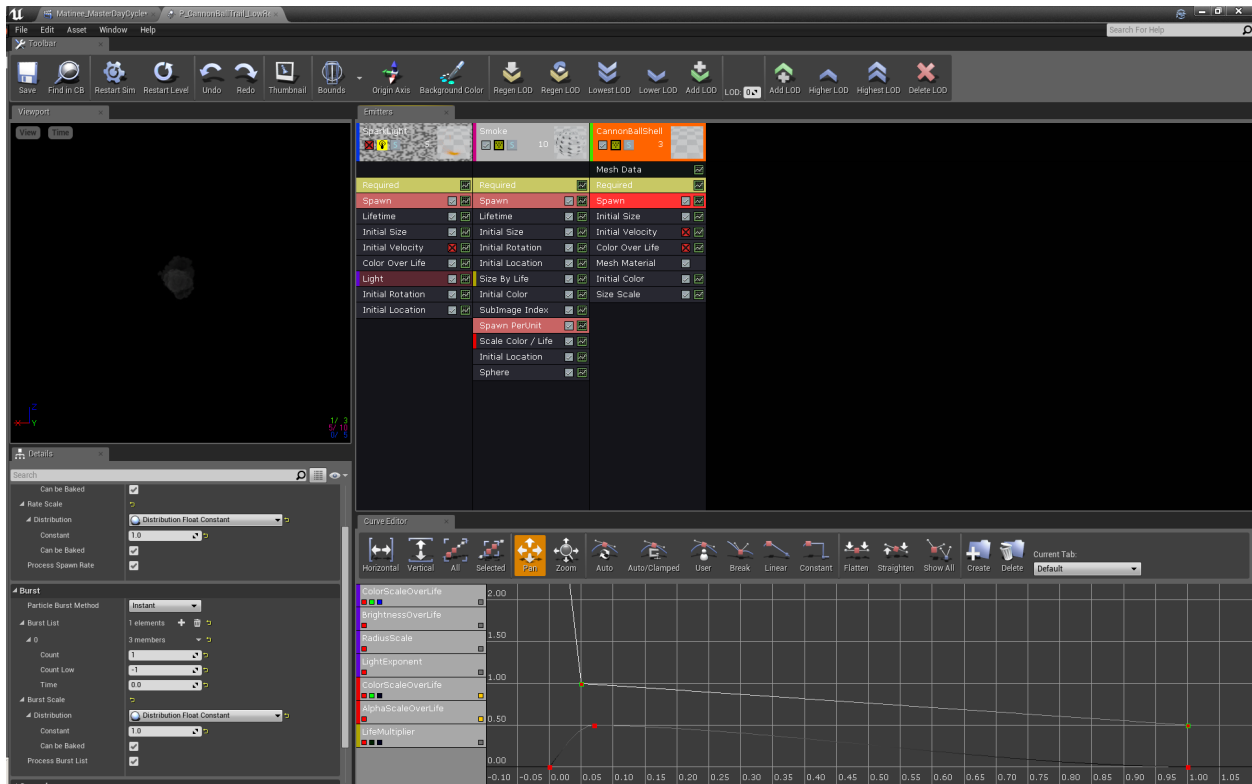 Matinee_MasterDayCycle*
P_CannonBallTrail_LowRe
File Edit Asset Window Help
Search For Help
Toolbar
Save Find in CB Restart Sim Restart Level Undo Redo Thumbnail Bounds Origin Axis Background Color Regen LOD Regen LOD Lowest LOD Lower LOD Add LOD LOD: 0 Add LOD Higher LOD Highest LOD Delete LOD
Viewport
View Time
Z
X Y
1/ 3
5/ 10
0/ 5
Emitters
SparkLight Smoke CannonBallShell
S 5 S 10 S 3
Mesh Data
Required Required Required
Spawn Spawn Spawn
Lifetime Lifetime Initial Size
Initial Size Initial Size Initial Velocity
Initial Velocity Initial Rotation Color Over Life
Color Over Life Initial Location Mesh Material
Light Size By Life Initial Color
Initial Rotation Initial Color Size Scale
Initial Location SubImage Index
Spawn PerUnit
Scale Color / Life
Initial Location
Sphere
Details
Search
Can be Baked
Rate Scale
Distribution Distribution Float Constant
Constant 1.0
Can be Baked
Process Spawn Rate
Burst
Particle Burst Method Instant
Burst List 1 elements
0 3 members
Count 1
Count Low -1
Time 0.0
Burst Scale
Distribution Distribution Float Constant
Constant 1.0
Can be Baked
Process Burst List
Curve Editor
Horizontal Vertical All Selected Pan Zoom Auto Auto/Clamped User Break Linear Constant Flatten Straighten Show All Create Delete
Current Tab:
Default
ColorScaleOverLife
BrightnessOverLife
RadiusScale
LightExponent
ColorScaleOverLife
AlphaScaleOverLife
LifeMultiplier
2.00
1.50
1.00
0.50
0.00
-0.10 -0.05 0.00 0.05 0.10 0.15 0.20 0.25 0.30 0.35 0.40 0.45 0.50 0.55 0.60 0.65 0.70 0.75 0.80 0.85 0.90 0.95 1.00 1.05